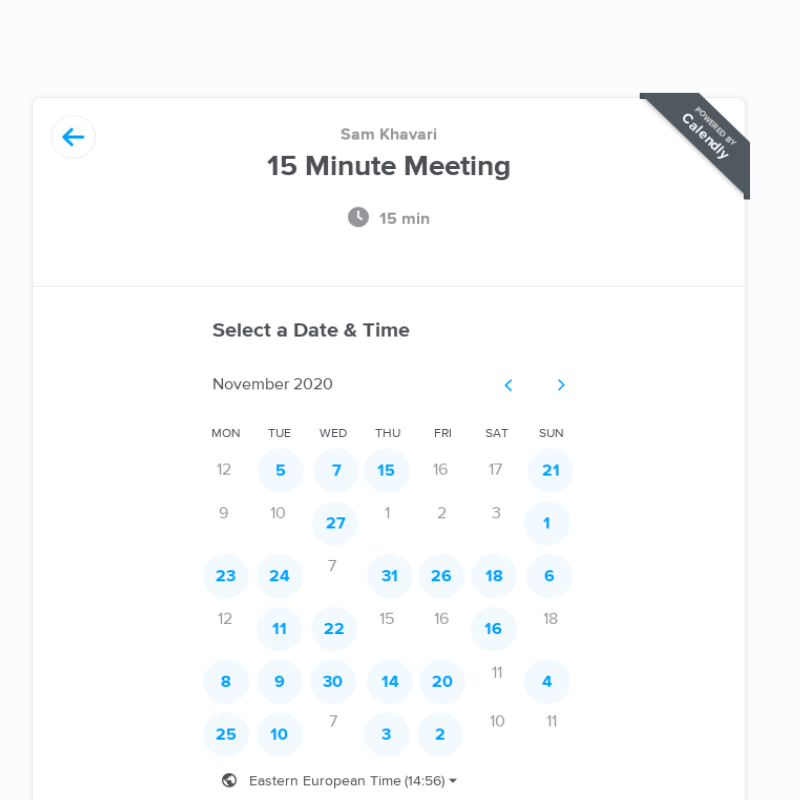 POWERED BY
Calendly
Sam Khavari
15 Minute Meeting
15 min
Select a Date & Time
November 2020
MON TUE WED THU FRI SAT SUN
12 5 7 15 16 17 21
9 10 27 1 2 3 1
23 24 7 31 26 18 6
12 11 22 15 16 16 18
8 9 30 14 20 11 4
25 10 7 3 2 10 11
Eastern European Time (14:56)